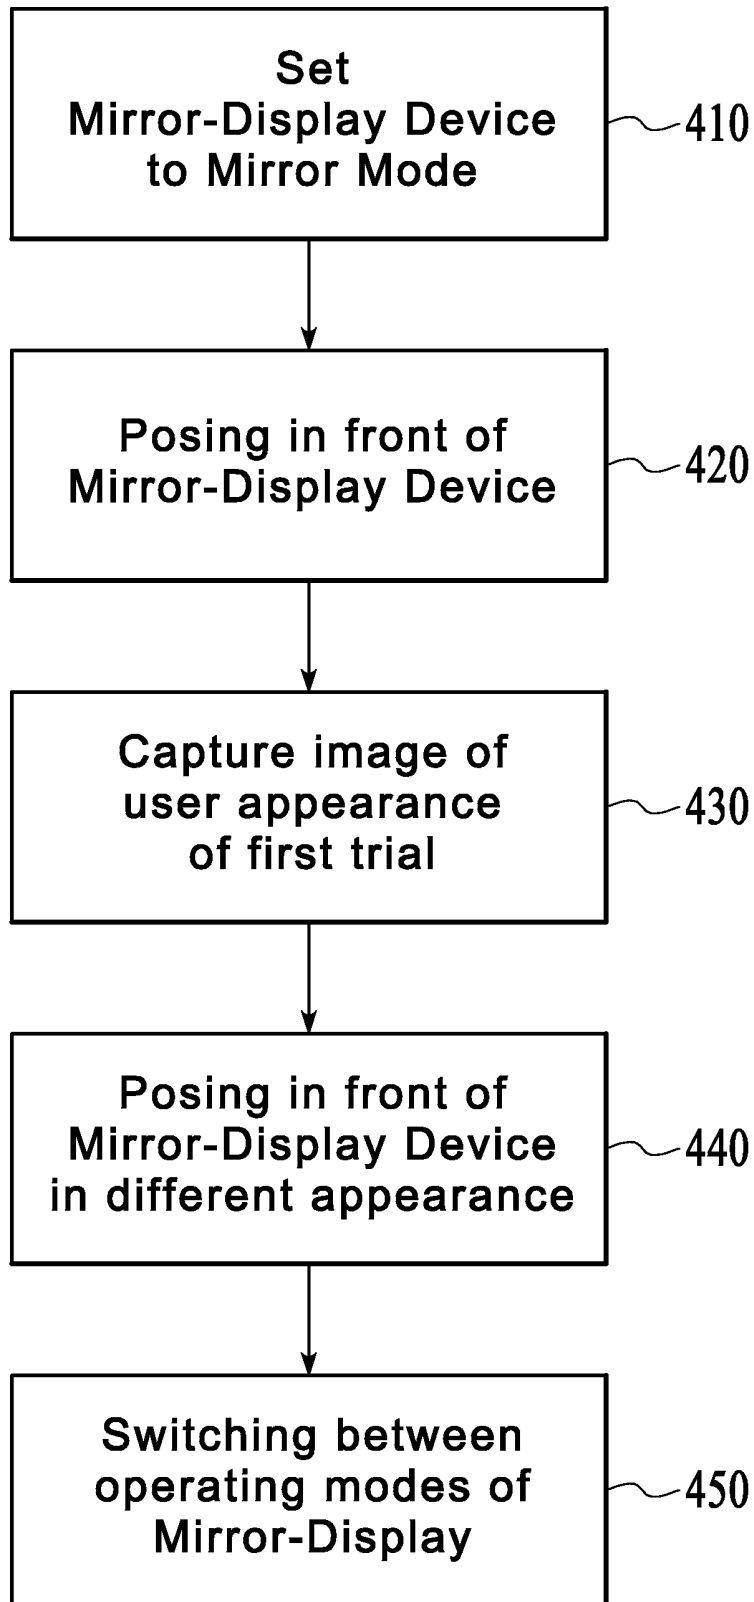 Set
Mirror-Display Device
to Mirror Mode
410
Posing in front of
Mirror-Display Device
420
Capture image of
user appearance
of first trial
430
Posing in front of
Mirror-Display Device
in different appearance
440
Switching between
operating modes of
Mirror-Display
450